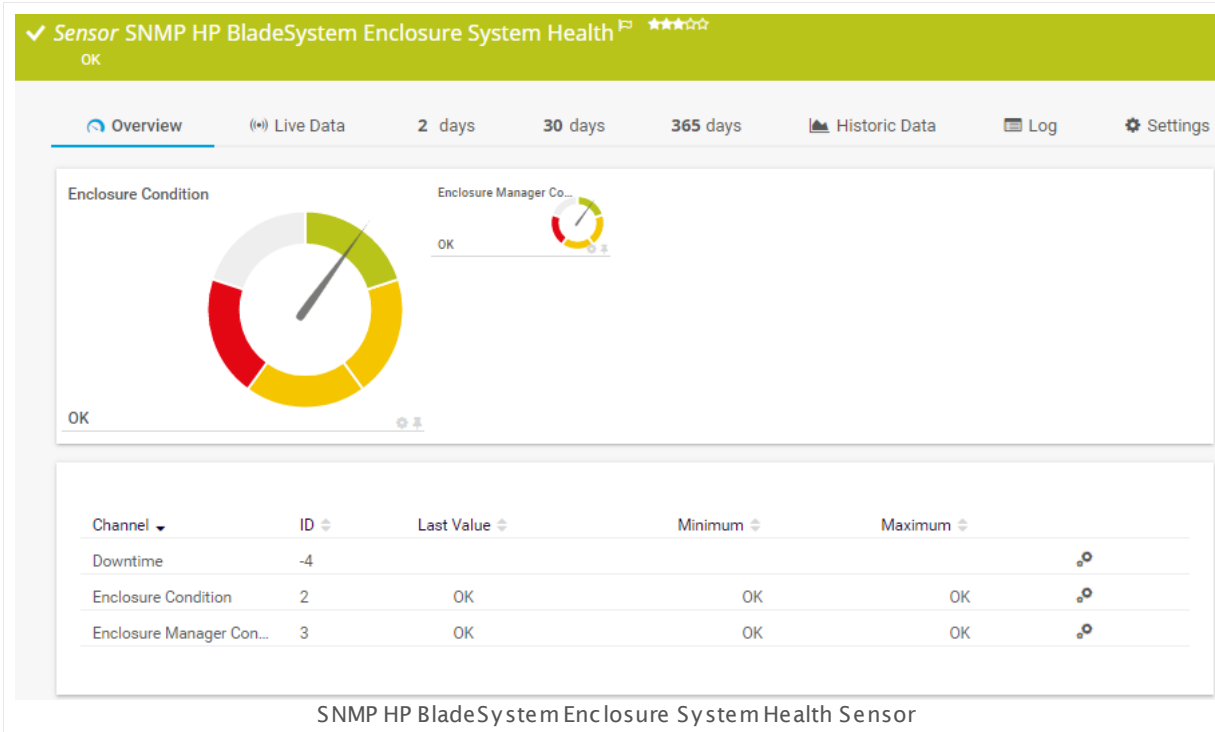 Sensor SNMP HP BladeSystem Enclosure System Health
OK
Overview Live Data 2 days 30 days 365 days Historic Data Log Settings
Enclosure Condition
OK
Enclosure Manager Co...
OK
Channel ID Last Value Minimum Maximum
Downtime -4
Enclosure Condition 2 OK OK OK
Enclosure Manager Con... 3 OK OK OK
SNMP HP BladeSystem Enclosure System Health Sensor